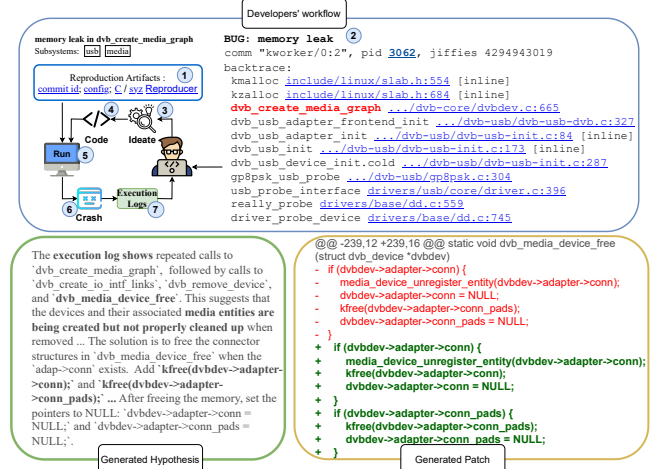 Developers' workflow
memory leak in dvb_create_media_graph
Subsystems: usb media
Reproduction Artifacts : 1
commit id; config; C / syz Reproducer
4 3
Code Ideate
Run 5
6 Crash
Execution Logs 7
BUG: memory leak 2
comm "kworker/0:2", pid 3062, jiffies 4294943019
backtrace:
kmalloc include/linux/slab.h:554 [inline]
kzalloc include/linux/slab.h:684 [inline]
dvb_create_media_graph .../dvb-core/dvbdev.c:665
dvb_usb_adapter_frontend_init .../dvb-usb/dvb-usb-dvb.c:327
dvb_usb_adapter_init .../dvb-usb/dvb-usb-init.c:84 [inline]
dvb_usb_init .../dvb-usb/dvb-usb-init.c:173 [inline]
dvb_usb_device_init.cold .../dvb-usb/dvb-usb-init.c:287
gp8psk_usb_probe .../dvb-usb/gp8psk.c:304
usb_probe_interface drivers/usb/core/driver.c:396
really_probe drivers/base/dd.c:559
driver_probe_device drivers/base/dd.c:745
The execution log shows repeated calls to
`dvb_create_media_graph`, followed by calls to
`dvb_create_io_intf_links`, `dvb_remove_device`,
and `dvb_media_device_free`. This suggests that
the devices and their associated media entities are
being created but not properly cleaned up when
removed ... The solution is to free the connector
structures in `dvb_media_device_free` when the
`adap->conn` exists. Add `kfree(dvbdev->adapter-
>conn);` and `kfree(dvbdev->adapter-
>conn_pads);` ... After freeing the memory, set the
pointers to NULL: `dvbdev->adapter->conn =
NULL;` and `dvbdev->adapter->conn_pads =
NULL;`.
Generated Hypothesis
@@ -239,12 +239,16 @@ static void dvb_media_device_free
(struct dvb_device *dvbdev)
- if (dvbdev->adapter->conn) {
- media_device_unregister_entity(dvbdev->adapter->conn);
- dvbdev->adapter->conn = NULL;
- kfree(dvbdev->adapter->conn_pads);
- dvbdev->adapter->conn_pads = NULL;
- }
+ if (dvbdev->adapter->conn) {
+ media_device_unregister_entity(dvbdev->adapter->conn);
+ kfree(dvbdev->adapter->conn);
+ dvbdev->adapter->conn = NULL;
+ }
+ if (dvbdev->adapter->conn_pads) {
+ kfree(dvbdev->adapter->conn_pads);
+ dvbdev->adapter->conn_pads = NULL;
+ }
Generated Patch